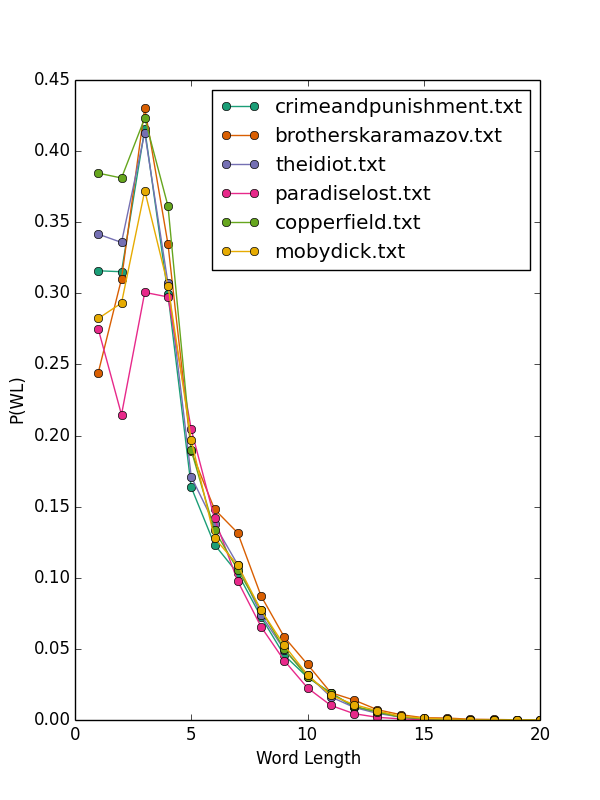 0.45
0.40
0.35
0.30
0.25
0.20
0.15
0.10
0.05
0.00
P(WL)
crimeandpunishment.txt
brotherskaramazov.txt
theidiot.txt
paradiselost.txt
copperfield.txt
mobydick.txt
0 5 10 15 20
Word Length